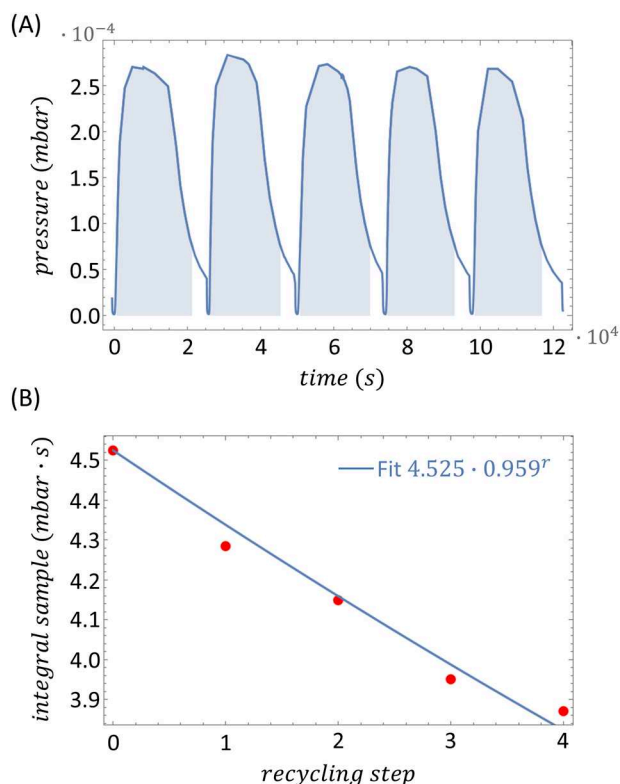 (A)
· 10⁻⁴
2.5
2.0
1.5
1.0
0.5
0.0
pressure (mbar)
0 2 4 6 8 10 12
· 10⁴
time (s)
(B)
Fit 4.525 · 0.959ʳ
4.5
4.3
4.2
4.1
4.0
3.9
integral sample (mbar · s)
0 1 2 3 4
recycling step